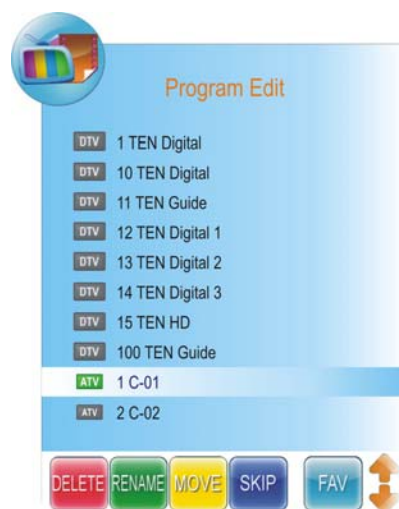 Program Edit
DTV 1 TEN Digital
DTV 10 TEN Digital
DTV 11 TEN Guide
DTV 12 TEN Digital 1
DTV 13 TEN Digital 2
DTV 14 TEN Digital 3
DTV 15 TEN HD
DTV 100 TEN Guide
ATV 1 C-01
ATV 2 C-02
DELETE RENAME MOVE SKIP FAV